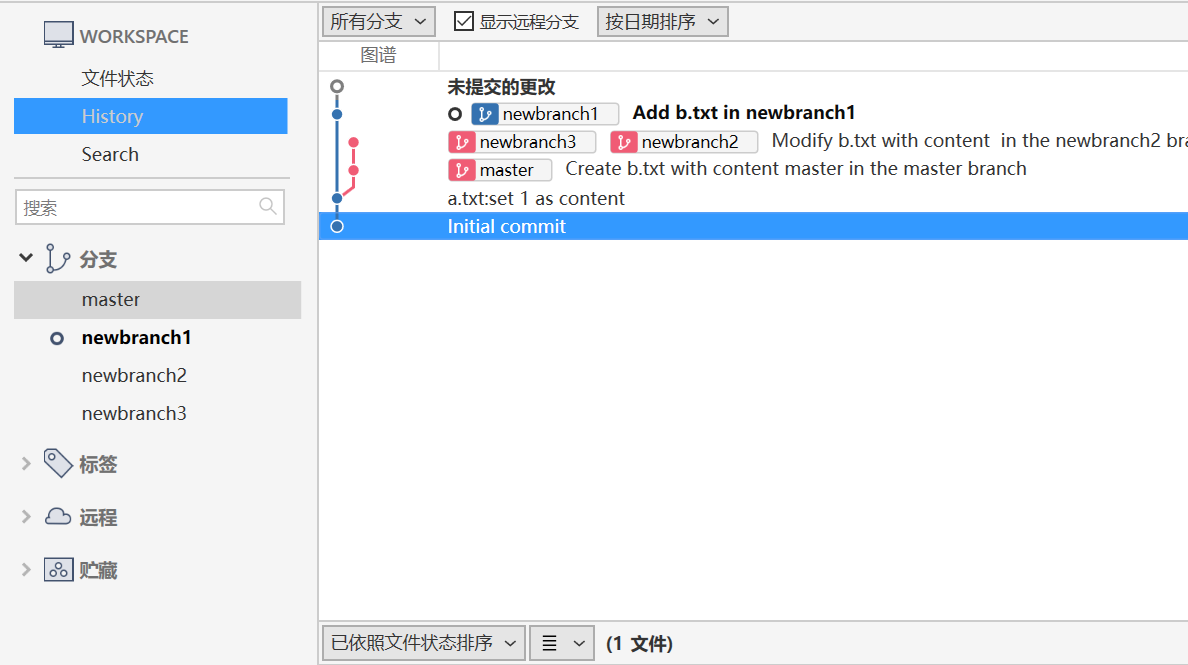 WORKSPACE
文件状态
History
Search
搜索
分支
master
newbranch1
newbranch2
newbranch3
标签
远程
贮藏
所有分支 显示远程分支 按日期排序
图谱
未提交的更改
newbranch1 Add b.txt in newbranch1
newbranch3 newbranch2 Modify b.txt with content in the newbranch2 bra
master Create b.txt with content master in the master branch
a.txt:set 1 as content
Initial commit
已依照文件状态排序 (1 文件)